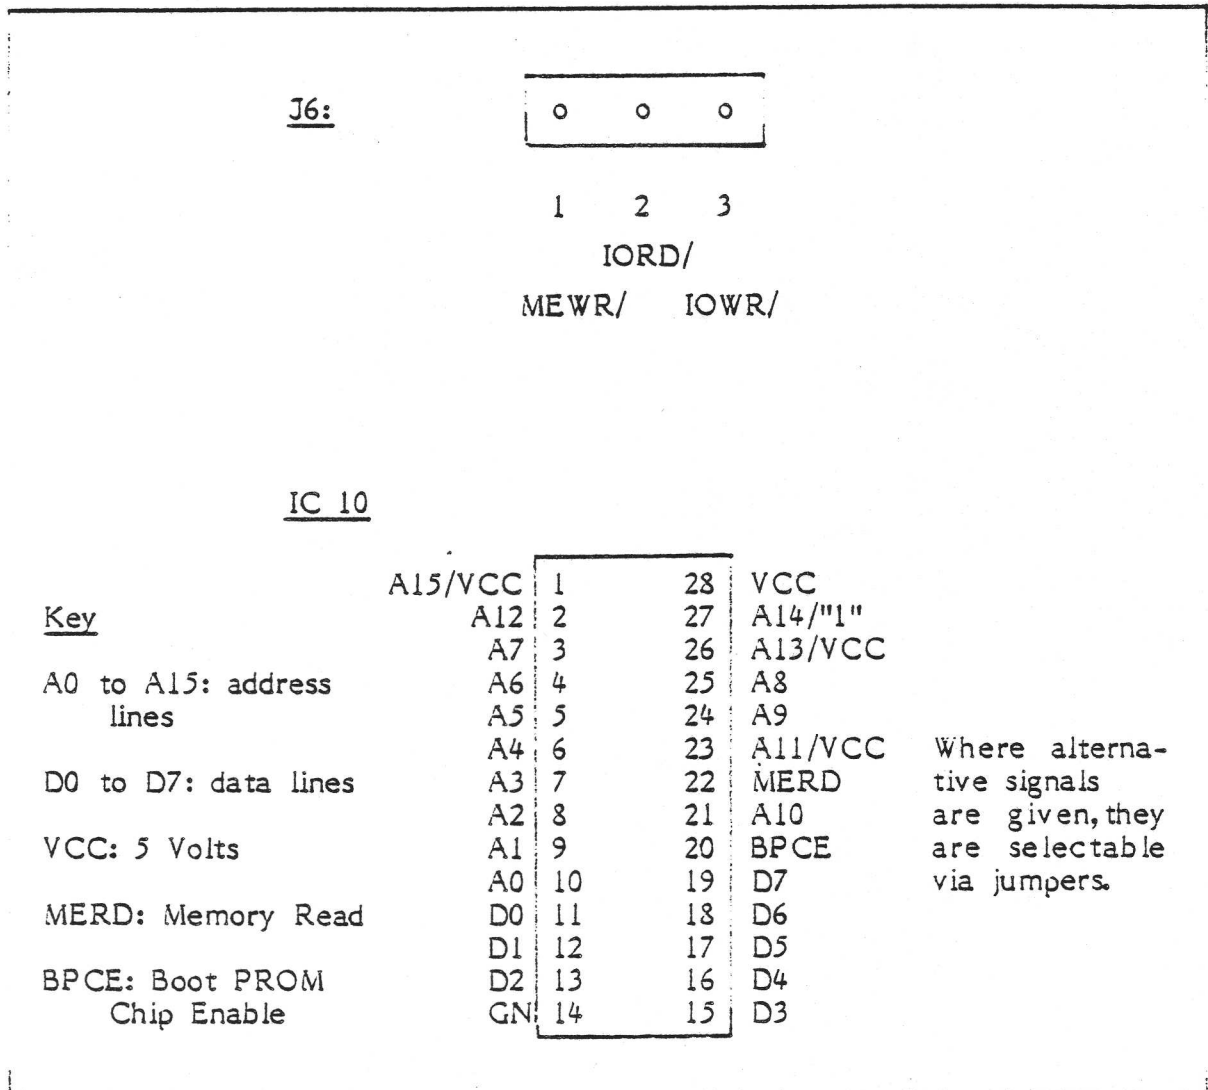 J6:
1 2 3
IORD/
MEWR/ IOWR/
IC 10
A15/VCC 1 28 VCC
Key A12 2 27 A14/"1"
A7 3 26 A13/VCC
A0 to A15: address A6 4 25 A8
lines A5 5 24 A9
A4 6 23 A11/VCC Where alterna-
D0 to D7: data lines A3 7 22 MERD tive signals
A2 8 21 A10 are given, they
VCC: 5 Volts A1 9 20 BPCE are selectable
A0 10 19 D7 via jumpers.
MERD: Memory Read D0 11 18 D6
D1 12 17 D5
BPCE: Boot PROM D2 13 16 D4
Chip Enable GN 14 15 D3